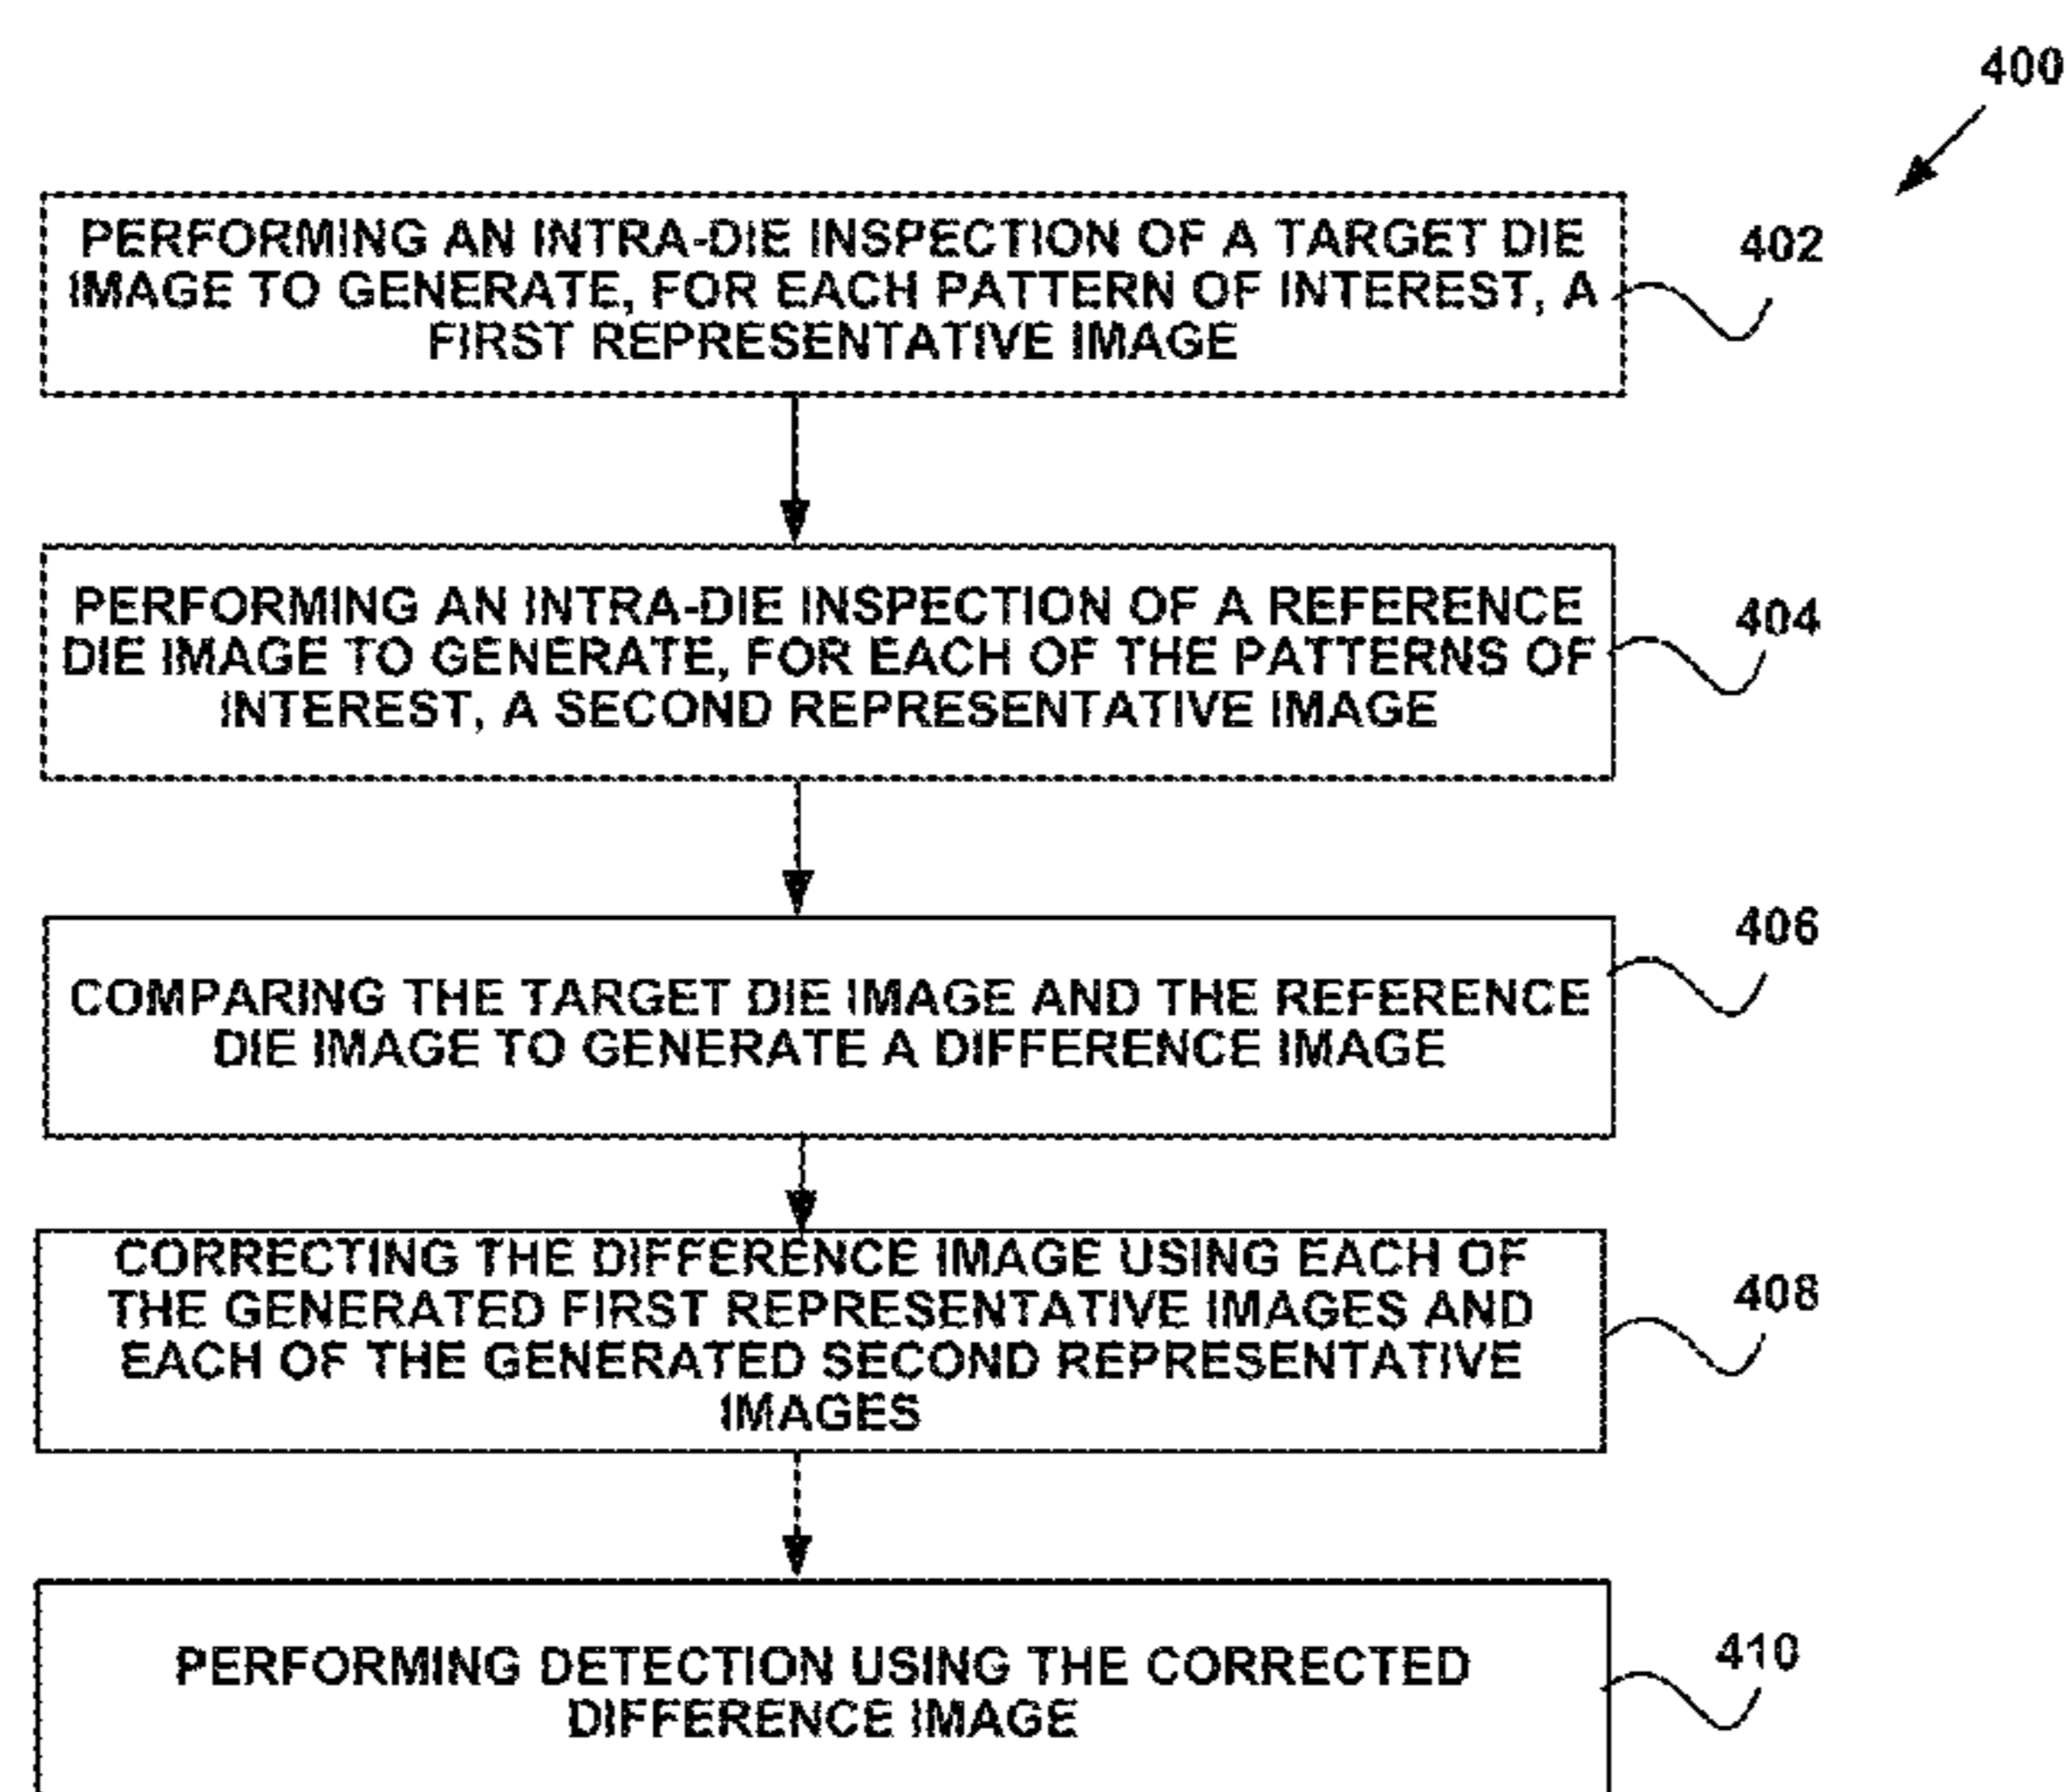 400
PERFORMING AN INTRA-DIE INSPECTION OF A TARGET DIE
IMAGE TO GENERATE, FOR EACH PATTERN OF INTEREST, A
FIRST REPRESENTATIVE IMAGE
402
PERFORMING AN INTRA-DIE INSPECTION OF A REFERENCE
DIE IMAGE TO GENERATE, FOR EACH OF THE PATTERNS OF
INTEREST, A SECOND REPRESENTATIVE IMAGE
404
COMPARING THE TARGET DIE IMAGE AND THE REFERENCE
DIE IMAGE TO GENERATE A DIFFERENCE IMAGE
406
CORRECTING THE DIFFERENCE IMAGE USING EACH OF
THE GENERATED FIRST REPRESENTATIVE IMAGES AND
EACH OF THE GENERATED SECOND REPRESENTATIVE
IMAGES
408
PERFORMING DETECTION USING THE CORRECTED
DIFFERENCE IMAGE
410